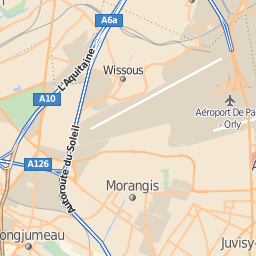 A6a
L'Aquitaine
Wissous
A10
Aéroport De Pa
Orly
Autoroute-du-Soleil
A126
Morangis
ongjumeau
Juvisy-